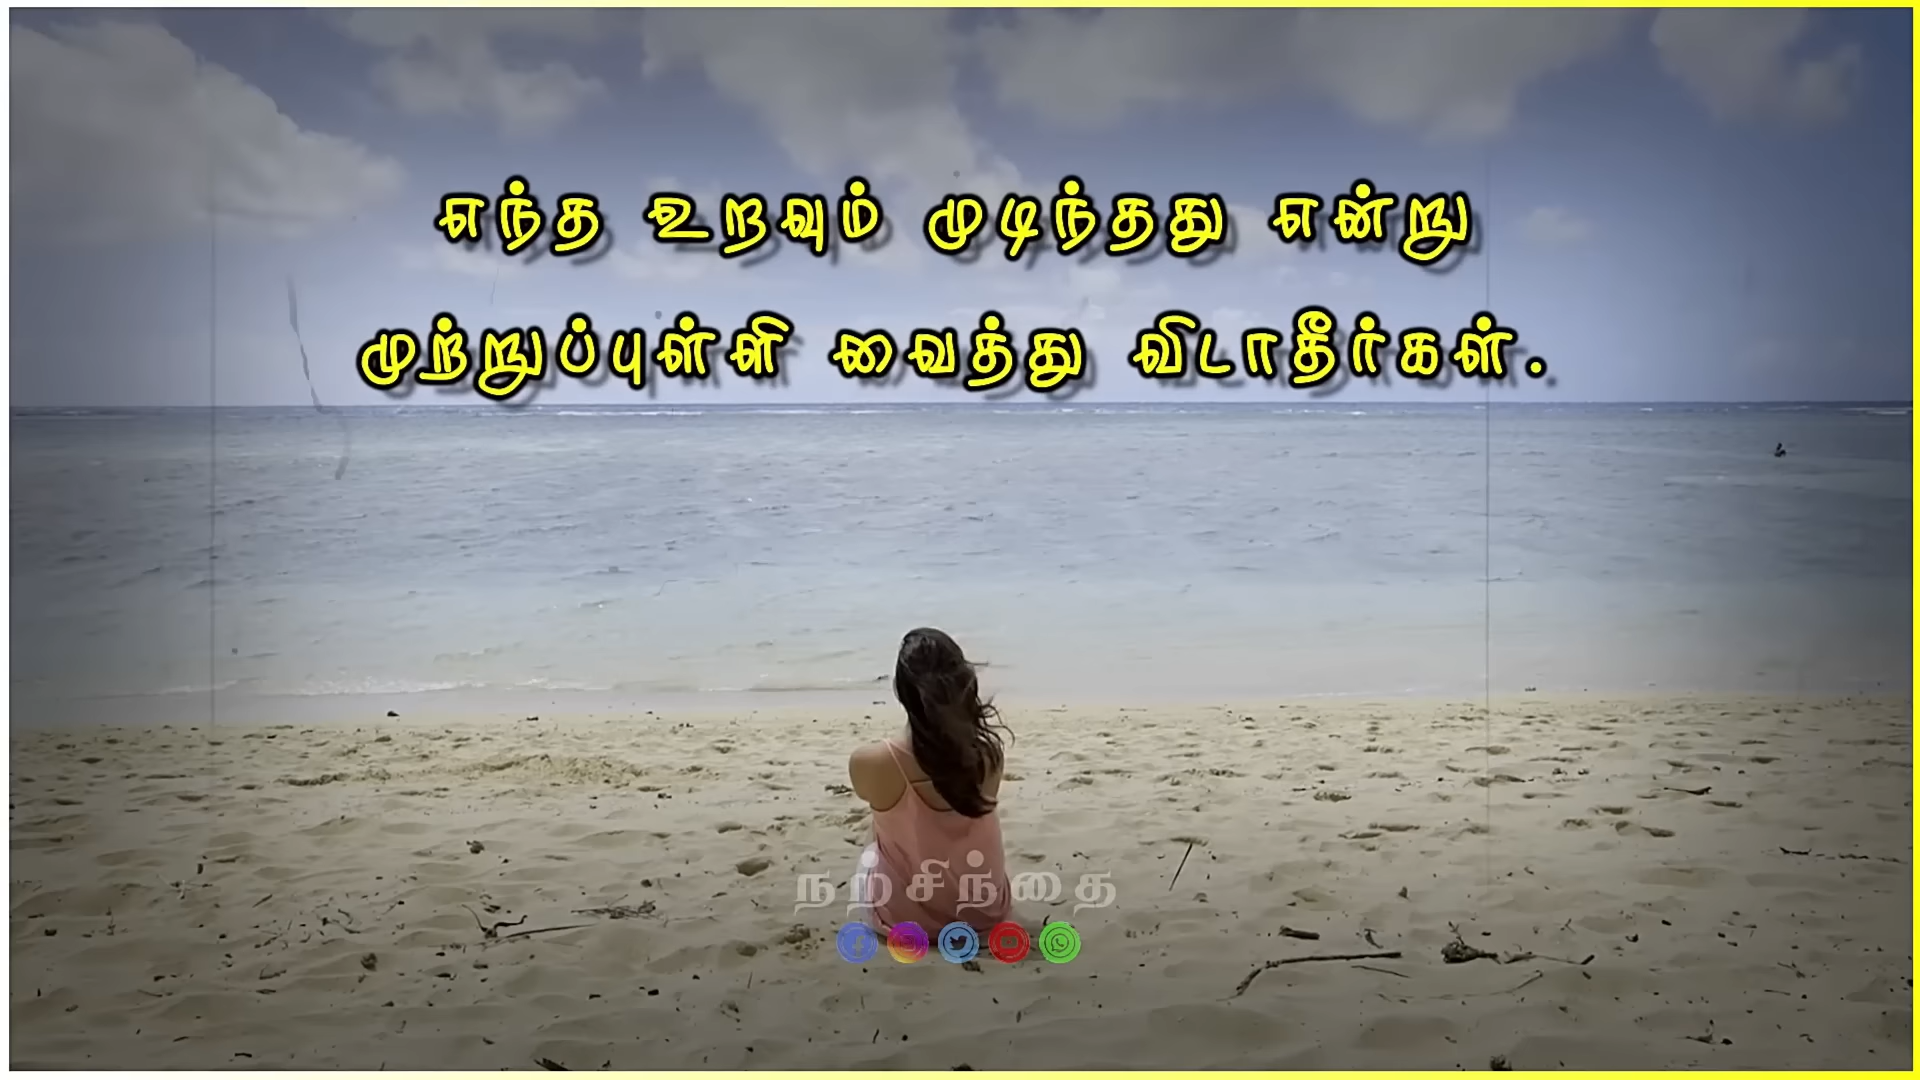 எந்த உறவும் முடிந்தது என்று
முற்றுப்புள்ளி வைத்து விடாதீர்கள்.
நற்சிந்தை